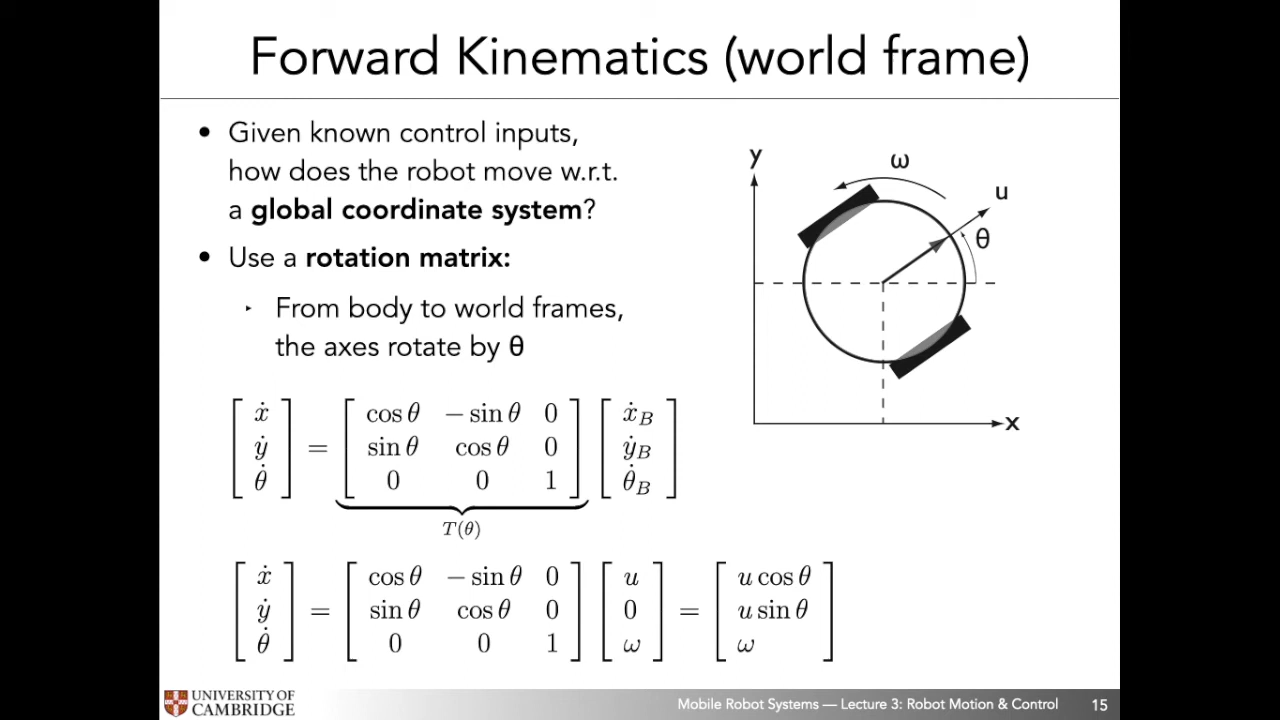 Forward Kinematics (world frame)
• Given known control inputs,
how does the robot move w.r.t.
a global coordinate system?
• Use a rotation matrix:
‣ From body to world frames,
the axes rotate by θ
y
ω
u
θ
x
[ẋ ẏ θ̇] = [cos θ − sin θ 0; sin θ cos θ 0; 0 0 1] [ẋ_B ẏ_B θ̇_B]
T(θ)
[ẋ ẏ θ̇] = [cos θ − sin θ 0; sin θ cos θ 0; 0 0 1] [u 0 ω] = [u cos θ; u sin θ; ω]
UNIVERSITY OF
CAMBRIDGE
Mobile Robot Systems — Lecture 3: Robot Motion & Control 15